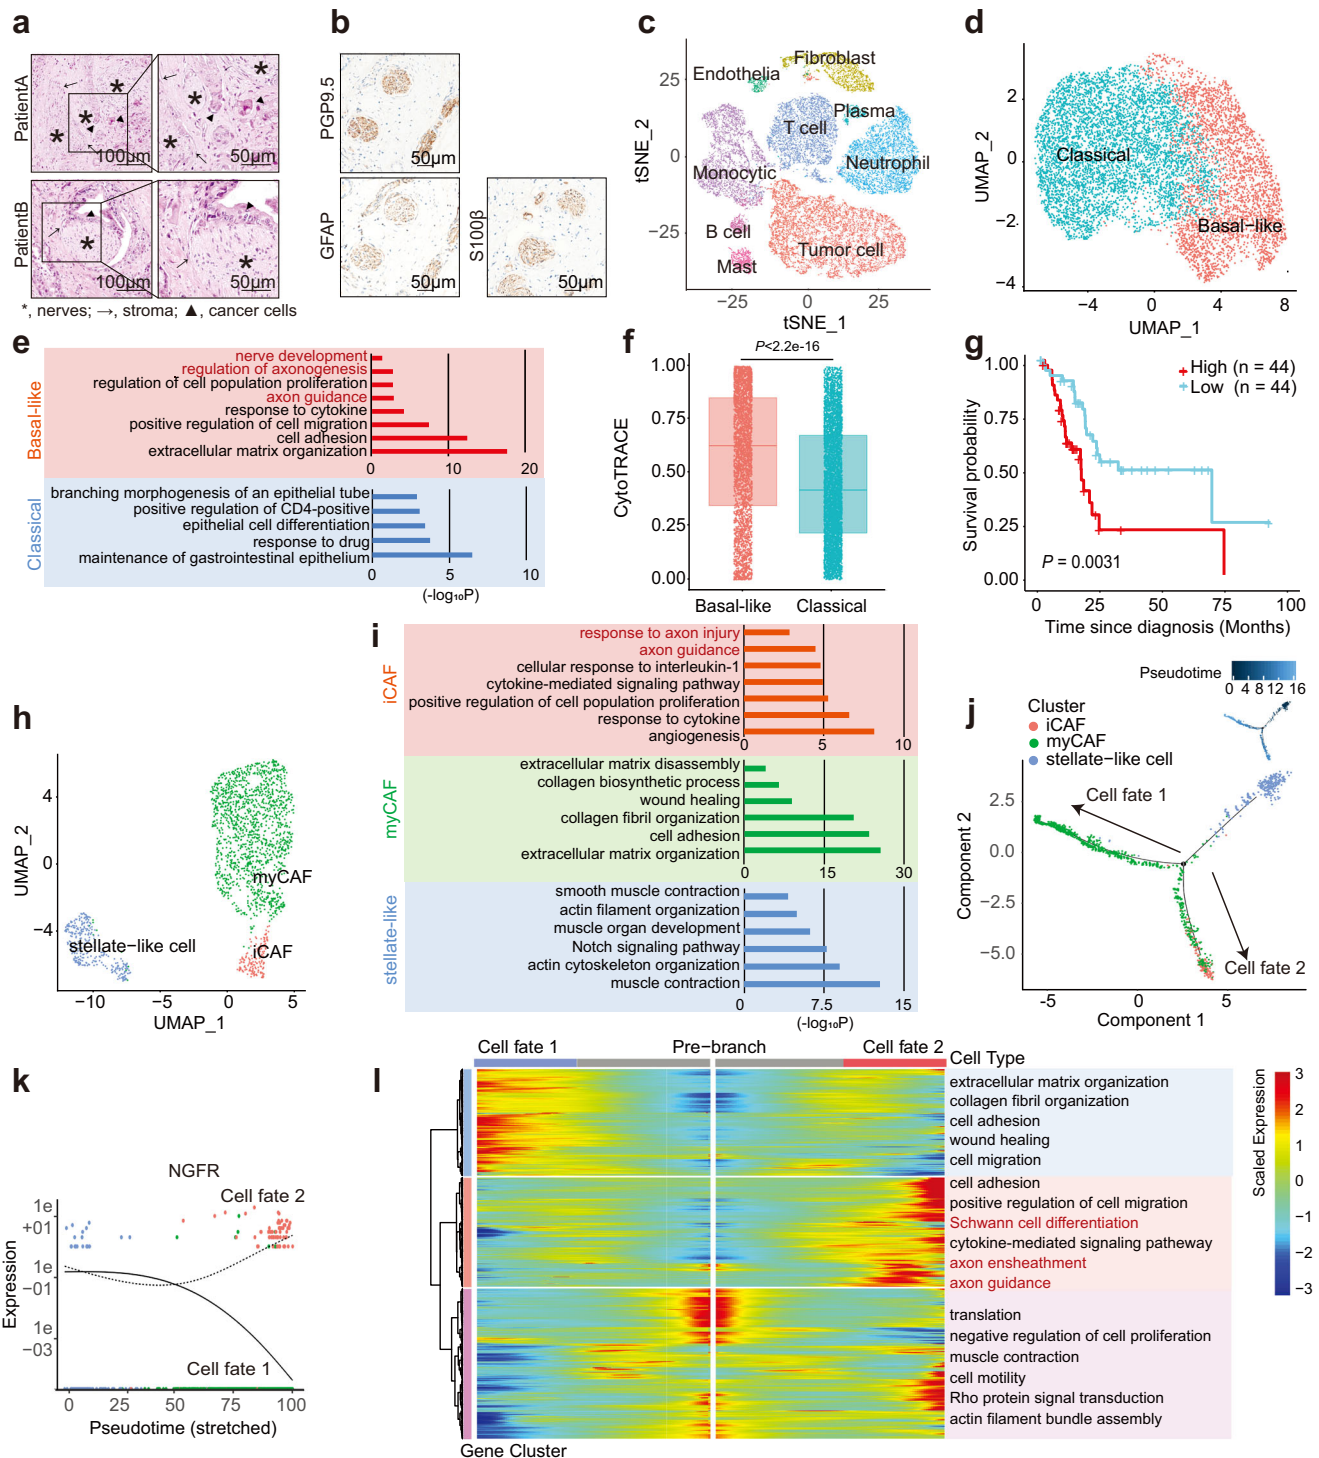 a
PatientA
100µm
50µm
PatientB
100µm
50µm
*, nerves; →, stroma; ▲, cancer cells
b
PGP9.5
50µm
GFAP
50µm
S100β
50µm
c
tSNE_2
25
0
−25
Fibroblast
Endothelia
Plasma
T cell
Neutrophil
Monocytic
B cell
Tumor cell
Mast
−25
0
25
tSNE_1
d
UMAP_2
2
0
−2
−4
Classical
Basal−like
−4
0
4
8
UMAP_1
e
Basal-like
nerve development
regulation of axonogenesis
regulation of cell population proliferation
axon guidance
response to cytokine
positive regulation of cell migration
cell adhesion
extracellular matrix organization
0
10
20
Classical
branching morphogenesis of an epithelial tube
positive regulation of CD4-positive
epithelial cell differentiation
response to drug
maintenance of gastrointestinal epithelium
0
5
10
(-log₁₀P)
f
P<2.2e-16
CytoTRACE
1.00
0.75
0.50
0.25
0.00
Basal-like
Classical
g
Survival probability
1.00
0.75
0.50
0.25
0.00
High (n = 44)
Low (n = 44)
P = 0.0031
0
25
50
75
100
Time since diagnosis (Months)
h
UMAP_2
4
0
−4
myCAF
stellate−like cell
iCAF
−10
−5
0
5
UMAP_1
i
iCAF
response to axon injury
axon guidance
cellular response to interleukin-1
cytokine-mediated signaling pathway
positive regulation of cell population proliferation
response to cytokine
angiogenesis
0
5
10
myCAF
extracellular matrix disassembly
collagen biosynthetic process
wound healing
collagen fibril organization
cell adhesion
extracellular matrix organization
0
15
30
stellate-like
smooth muscle contraction
actin filament organization
muscle organ development
Notch signaling pathway
actin cytoskeleton organization
muscle contraction
0
7.5
15
(-log₁₀P)
j
Pseudotime
0 4 8 12 16
Cluster
iCAF
myCAF
stellate−like cell
Component 2
2.5
0.0
−2.5
−5.0
Cell fate 1
Cell fate 2
-5
0
5
Component 1
k
NGFR
Expression
1e
+01
1e
−01
1e
−03
Cell fate 2
Cell fate 1
0
25
50
75
100
Pseudotime (stretched)
l
Cell fate 1
Pre−branch
Cell fate 2
Cell Type
extracellular matrix organization
collagen fibril organization
cell adhesion
wound healing
cell migration
cell adhesion
positive regulation of cell migration
Schwann cell differentiation
cytokine-mediated signaling patheway
axon ensheathment
axon guidance
translation
negative regulation of cell proliferation
muscle contraction
cell motility
Rho protein signal transduction
actin filament bundle assembly
Gene Cluster
Scaled Expression
3
2
1
0
−1
−2
−3